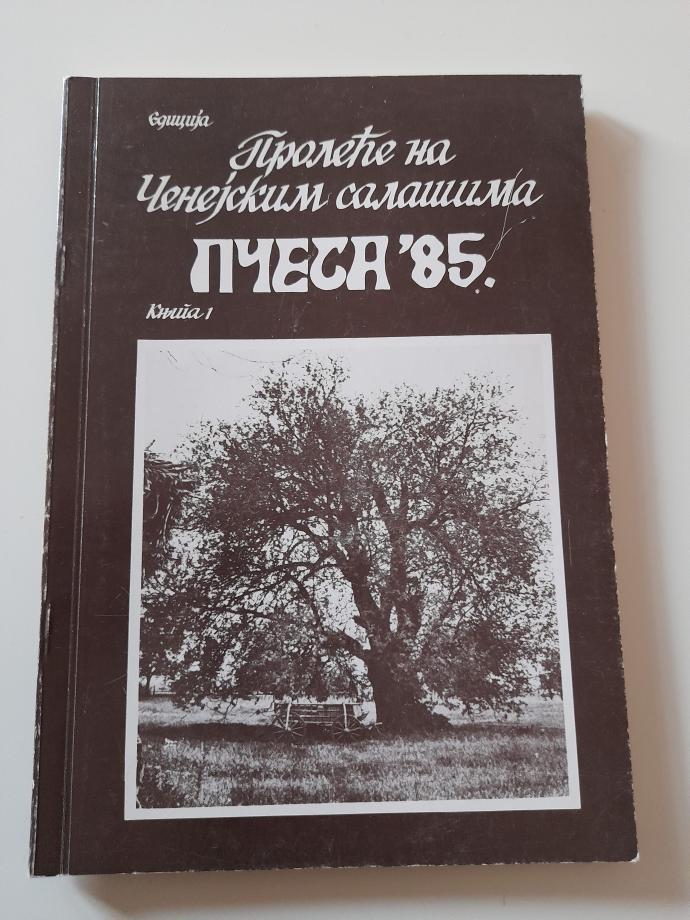 Едиција
Пролеће на
Ченејским салашима
ПЧЕСА '85.
Књига 1